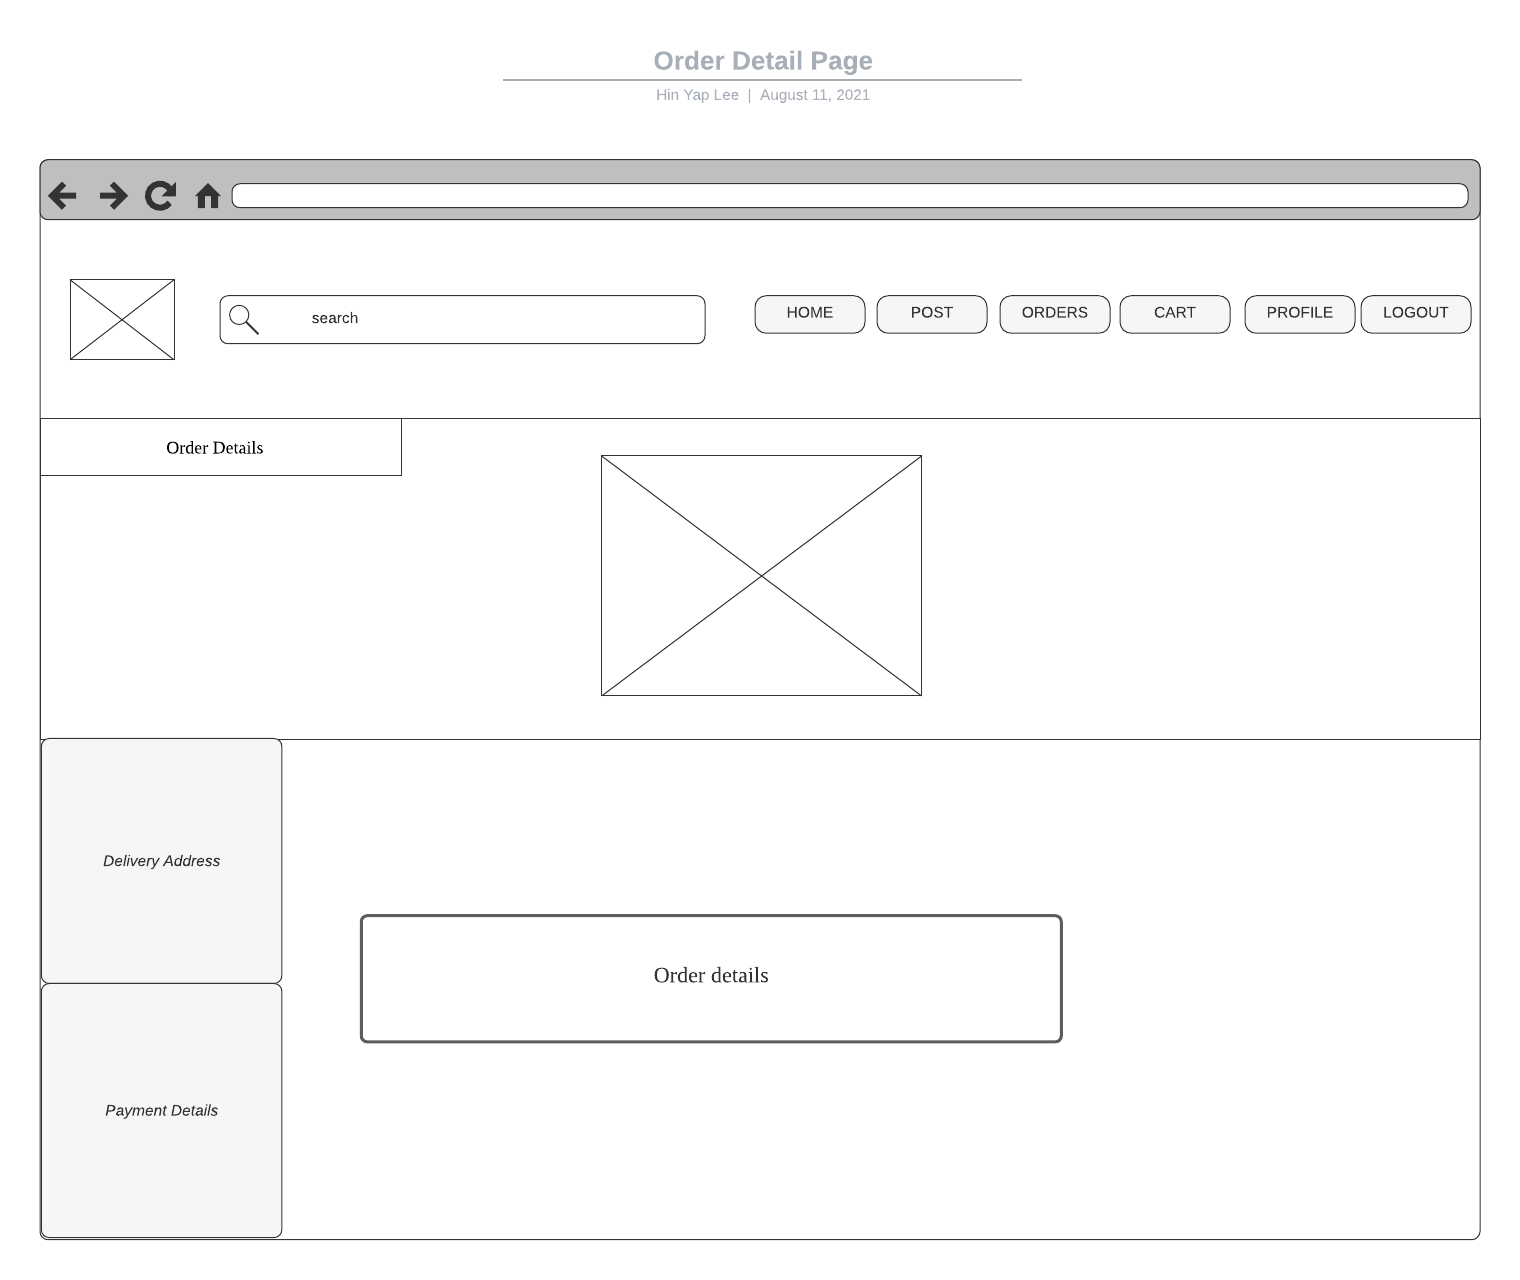 Order Detail Page
Hin Yap Lee | August 11, 2021
search
HOME
POST
ORDERS
CART
PROFILE
LOGOUT
Order Details
Delivery Address
Order details
Payment Details